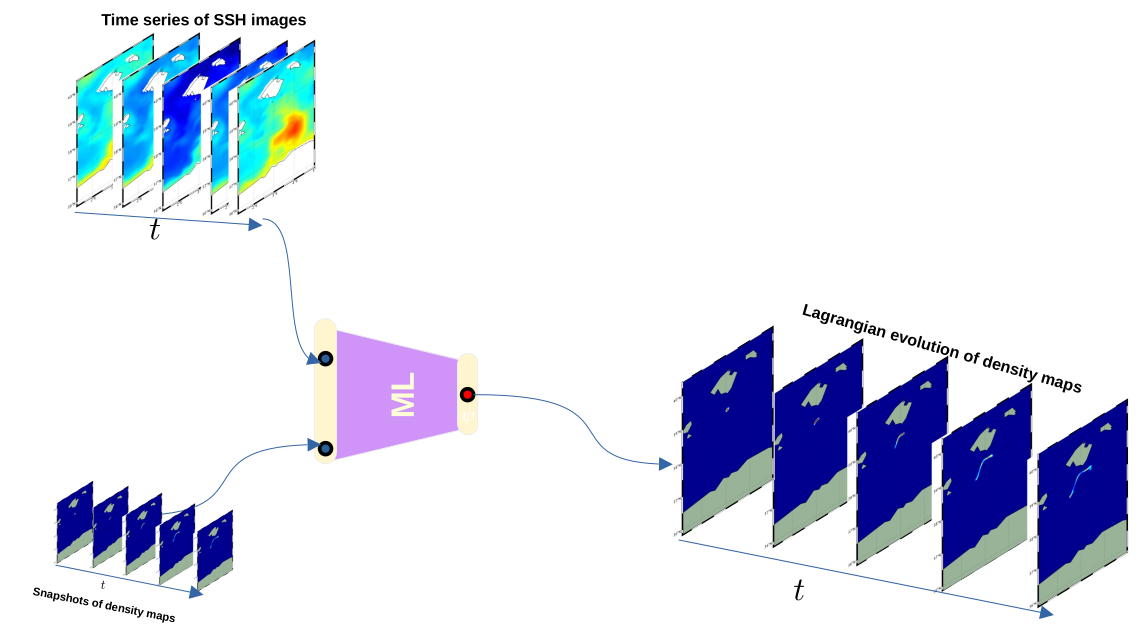 Time series of SSH images
t
Lagrangian evolution of density maps
ML
t
Snapshots of density maps
t